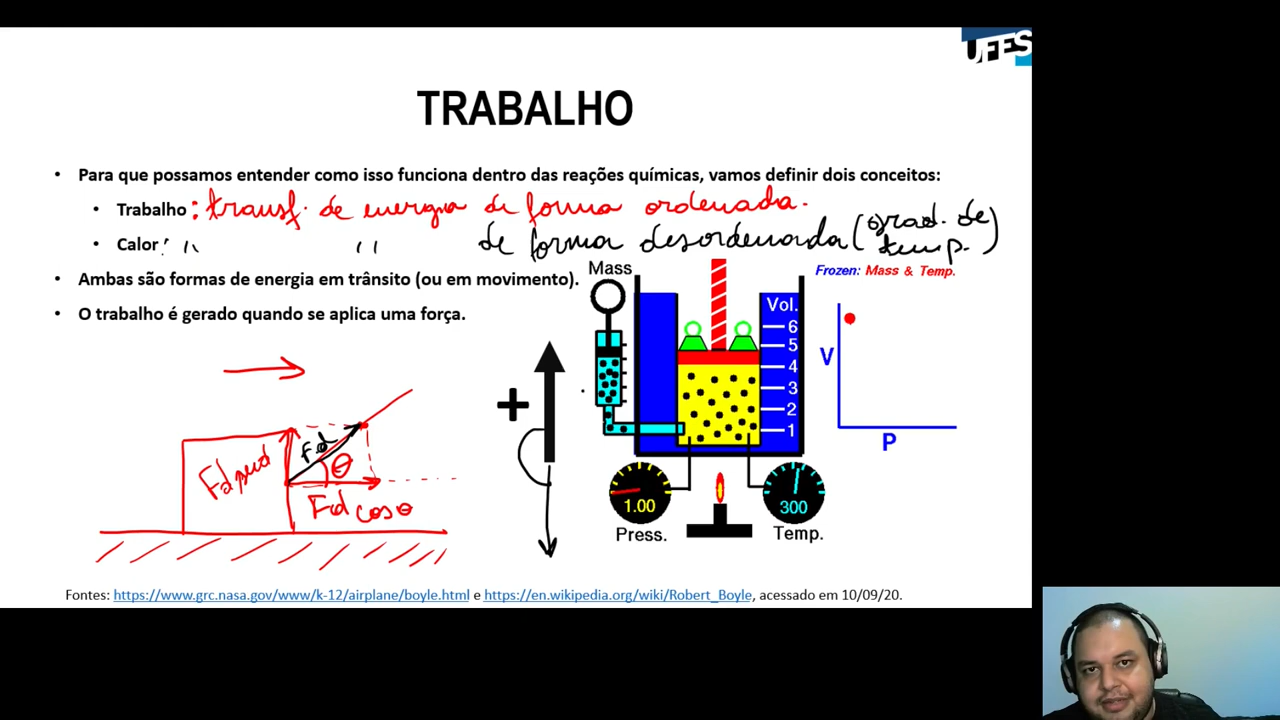 UFES
TRABALHO
• Para que possamos entender como isso funciona dentro das reações químicas, vamos definir dois conceitos:
• Trabalho : transf. de energia de forma ordenada.
• Calor : " " de forma desordenada (grad. de temp.)
• Ambas são formas de energia em trânsito (ou em movimento).
• O trabalho é gerado quando se aplica uma força.
Mass
Vol.
6
5
4
3
2
1
Frozen: Mass & Temp.
V
P
+
Fd
θ
Fd cos θ
1.00
300
Press.
Temp.
Fontes: https://www.grc.nasa.gov/www/k-12/airplane/boyle.html e https://en.wikipedia.org/wiki/Robert_Boyle, acessado em 10/09/20.